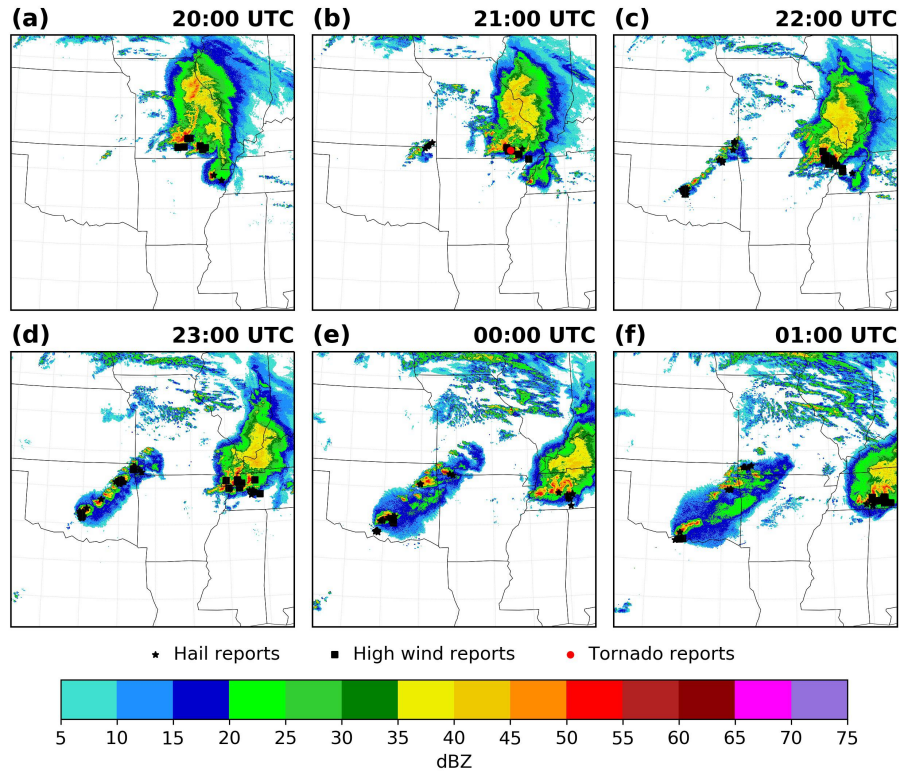 (a) 20:00 UTC
(b) 21:00 UTC
(c) 22:00 UTC
(d) 23:00 UTC
(e) 00:00 UTC
(f) 01:00 UTC
Hail reports
High wind reports
Tornado reports
5 10 15 20 25 30 35 40 45 50 55 60 65 70 75
dBZ